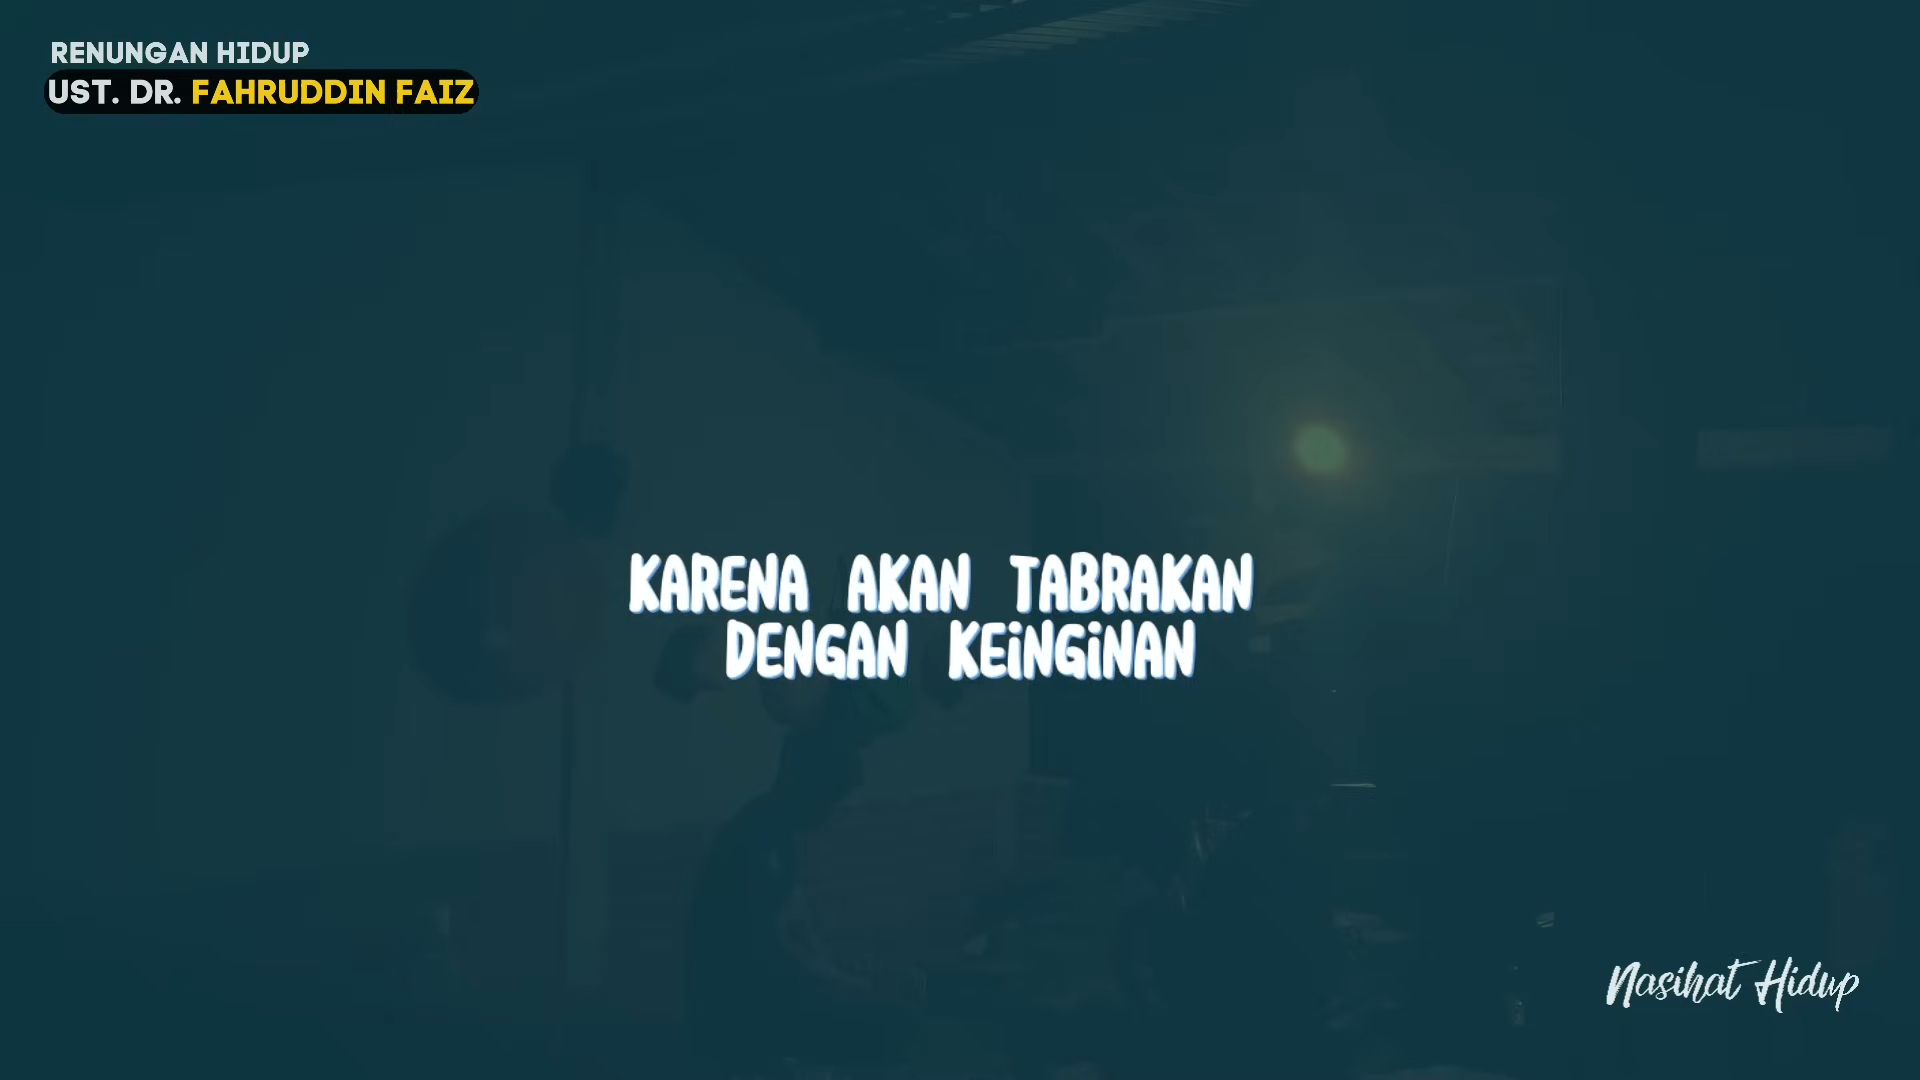 RENUNGAN HIDUP
UST. DR. FAHRUDDIN FAIZ
KARENA AKAN TABRAKAN
DENGAN KEiNGiNAN
Nasihat Hidup